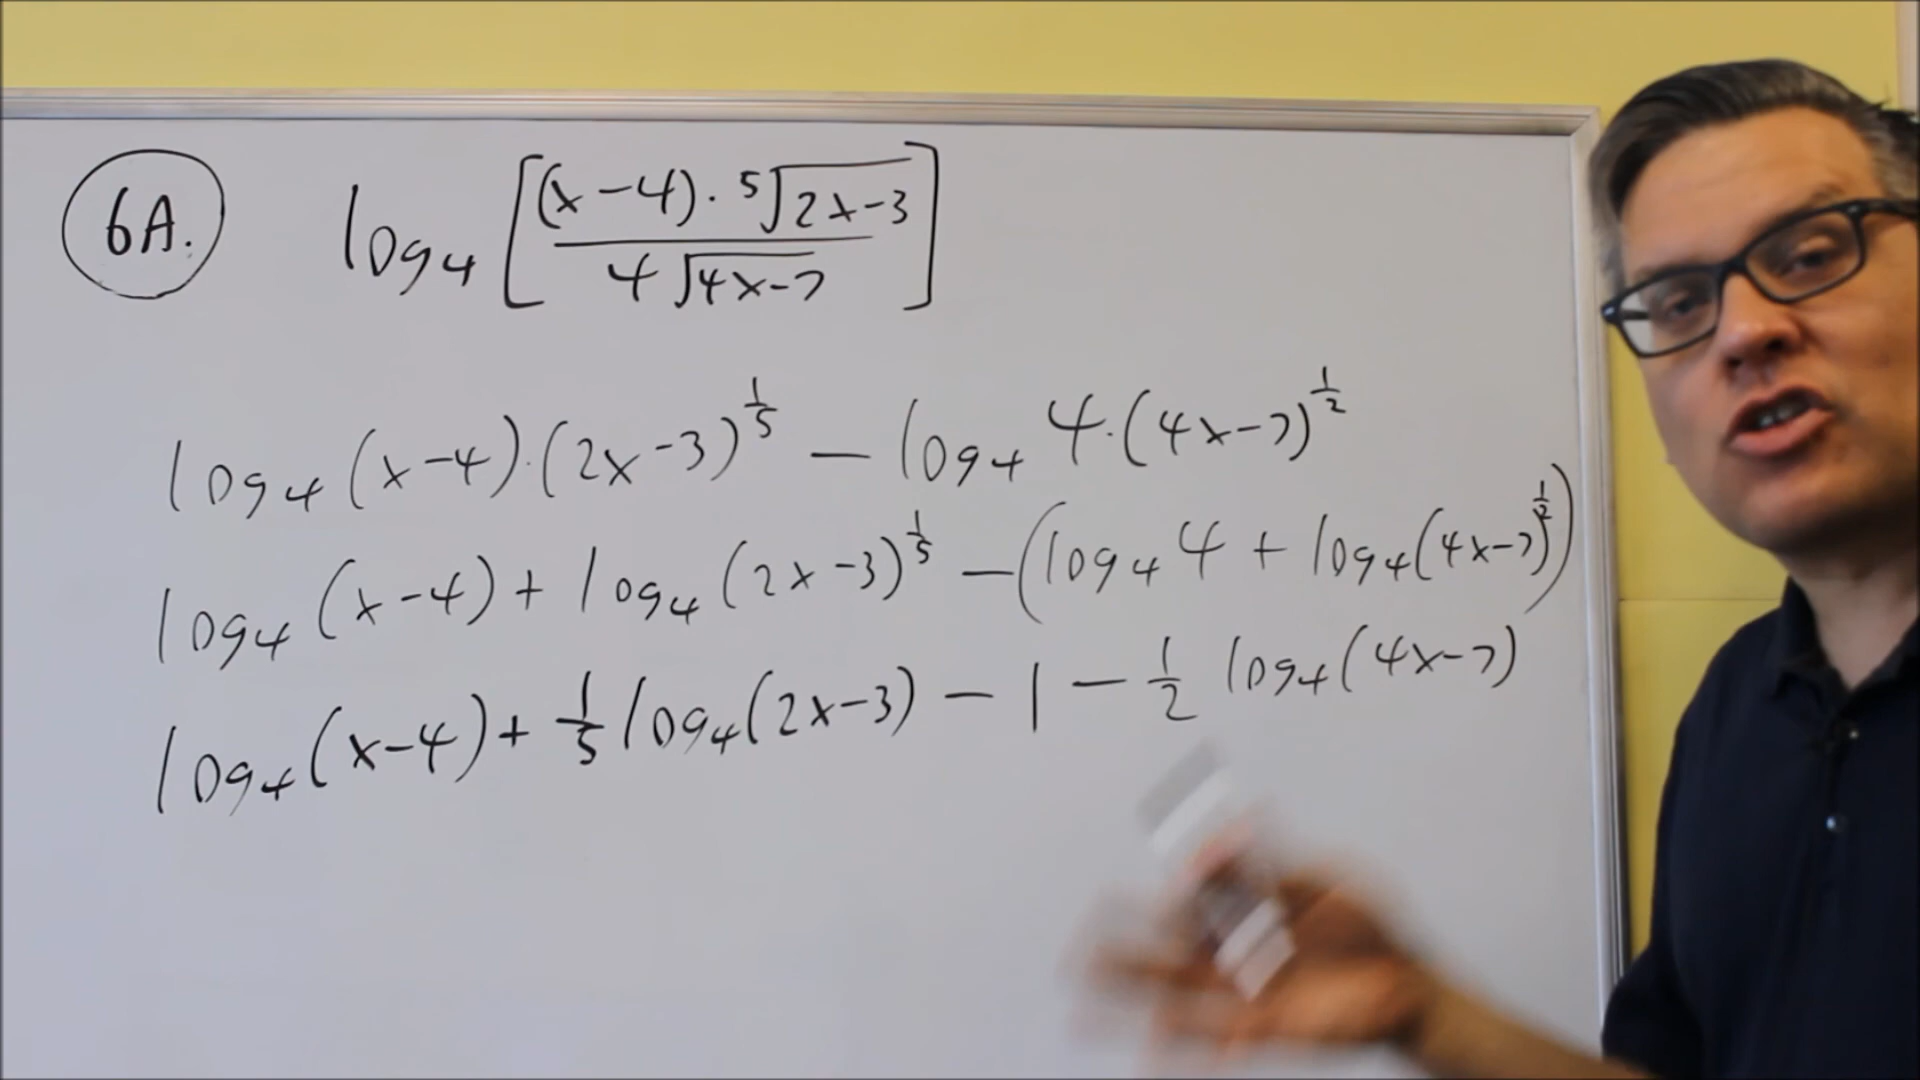 6A. log₄ [(x-4)·⁵√(2x-3) / 4√(4x-7)]
log₄ (x-4)·(2x-3)^(1/5) - log₄ 4·(4x-7)^(1/2)
log₄ (x-4) + log₄ (2x-3)^(1/5) - (log₄ 4 + log₄ (4x-7)^(1/2))
log₄ (x-4) + 1/5 log₄ (2x-3) - 1 - 1/2 log₄ (4x-7)